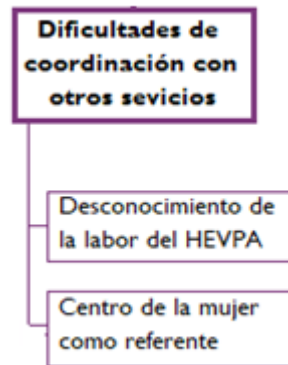 Dificultades de
coordinación con
otros sevicios
Desconocimiento de
la labor del HEVPA
Centro de la mujer
como referente